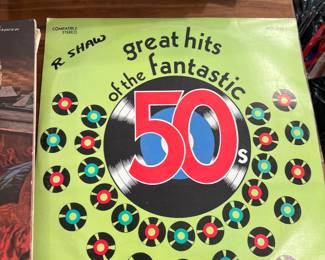 COMPATIBLE
STEREO
R SHAW
great hits
of the fantastic
50s